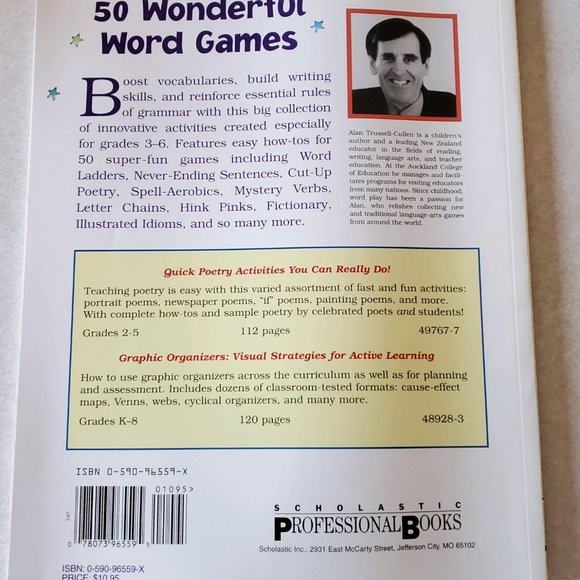 50 Wonderful
Word Games
Boost vocabularies, build writing
skills, and reinforce essential rules
of grammar with this big collection
of innovative activities created especially
for grades 3–6. Features easy how-tos for
50 super-fun games including Word
Ladders, Never-Ending Sentences, Cut-Up
Poetry, Spell-Aerobics, Mystery Verbs,
Letter Chains, Hink Pinks, Fictionary,
Illustrated Idioms, and so many more.
Alan Trussell-Cullen is a children's
author and a leading New Zealand
educator in the fields of reading,
writing, language arts, and teacher
education. At the Auckland College
of Education he manages and facili-
tates programs for visiting educators
from many nations. Since childhood,
word play has been a passion for
Alan, who relishes collecting new
and traditional language-arts games
from around the world.
Quick Poetry Activities You Can Really Do!
Teaching poetry is easy with this varied assortment of fast and fun activities:
portrait poems, newspaper poems, "if" poems, painting poems, and more.
With complete how-tos and sample poetry by celebrated poets and students!
Grades 2-5 112 pages 49767-7
Graphic Organizers: Visual Strategies for Active Learning
How to use graphic organizers across the curriculum as well as for planning
and assessment. Includes dozens of classroom-tested formats: cause-effect
maps, Venns, webs, cyclical organizers, and many more.
Grades K–8 120 pages 48928-3
ISBN 0-590-96559-X
01095>
0 78073 96559 5
SCHOLASTIC
PROFESSIONAL BOOKS
Scholastic Inc., 2931 East McCarty Street, Jefferson City, MO 65102
ISBN: 0-590-96559-X
PRICE: $10.95